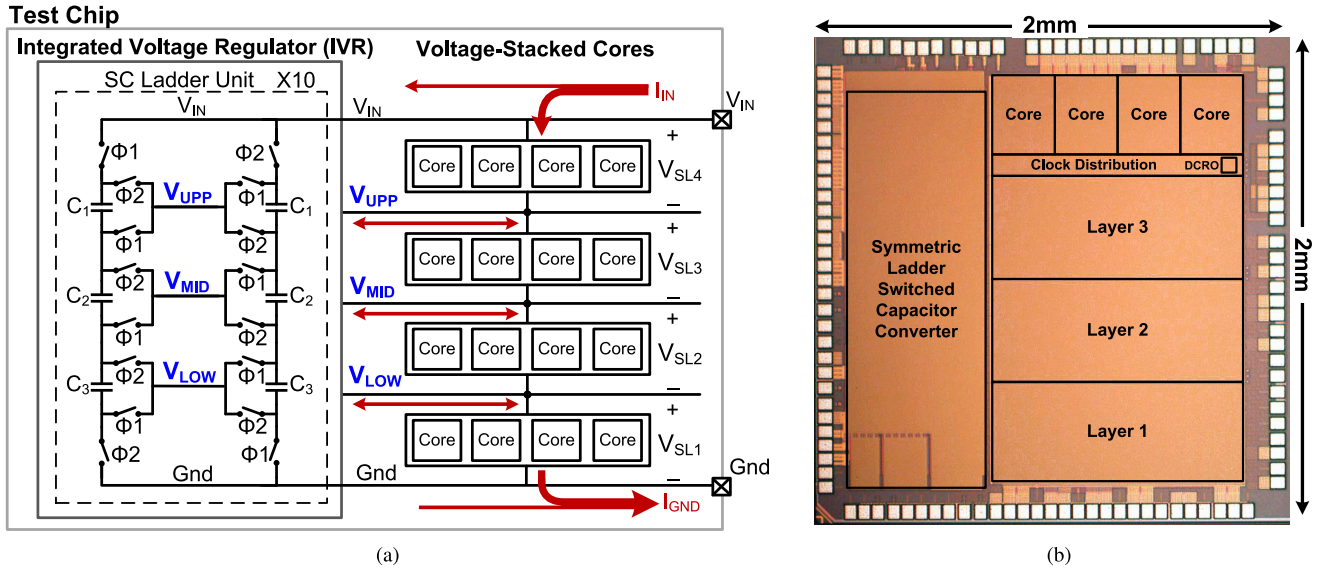 Test Chip
Integrated Voltage Regulator (IVR)
Voltage-Stacked Cores
SC Ladder Unit X10
V_IN
V_IN
I_IN
V_IN
Φ1
Φ2
Φ2
V_UPP
Φ1
C_1
C_1
Φ1
Φ2
Φ2
V_MID
Φ1
C_2
C_2
Φ1
Φ2
Φ2
V_LOW
Φ1
C_3
C_3
Φ1
Φ2
Φ2
Φ1
Gnd
Gnd
+
Core Core Core Core
V_SL4
–
V_UPP
+
Core Core Core Core
V_SL3
–
V_MID
+
Core Core Core Core
V_SL2
–
V_LOW
+
Core Core Core Core
V_SL1
–
Gnd
I_GND
(a)
2mm
2mm
Core Core Core Core
Clock Distribution DCRO
Layer 3
Layer 2
Layer 1
Symmetric
Ladder
Switched
Capacitor
Converter
(b)